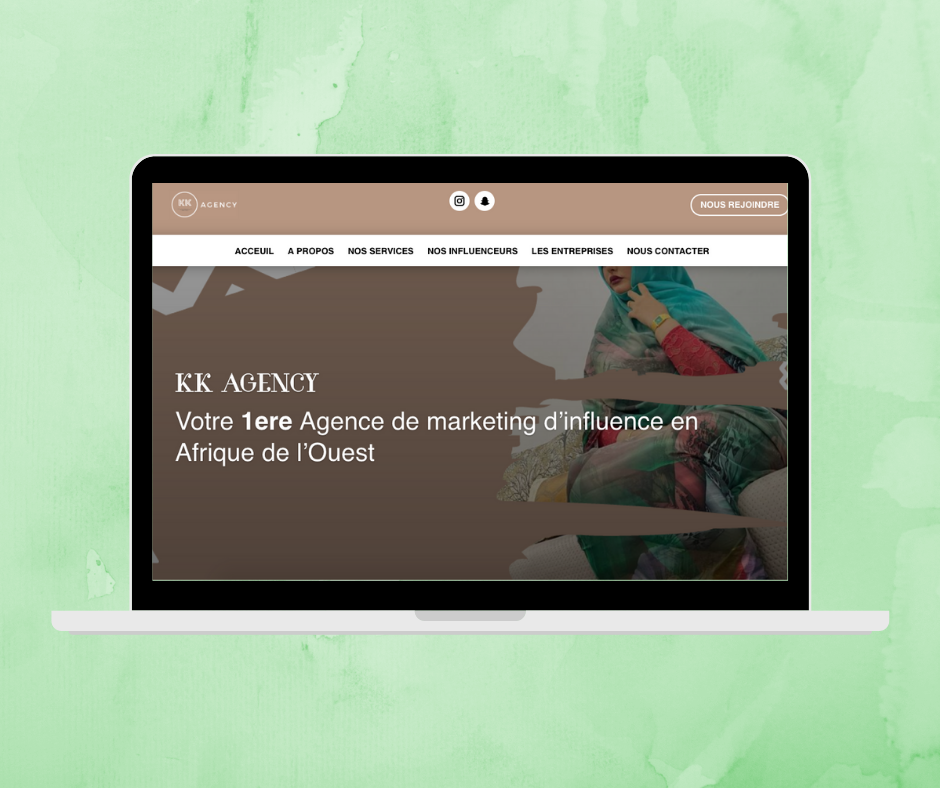 KK AGENCY
NOUS REJOINDRE
ACCEUIL A PROPOS NOS SERVICES NOS INFLUENCEURS LES ENTREPRISES NOUS CONTACTER
KK AGENCY
Votre 1ere Agence de marketing d’influence en
Afrique de l’Ouest